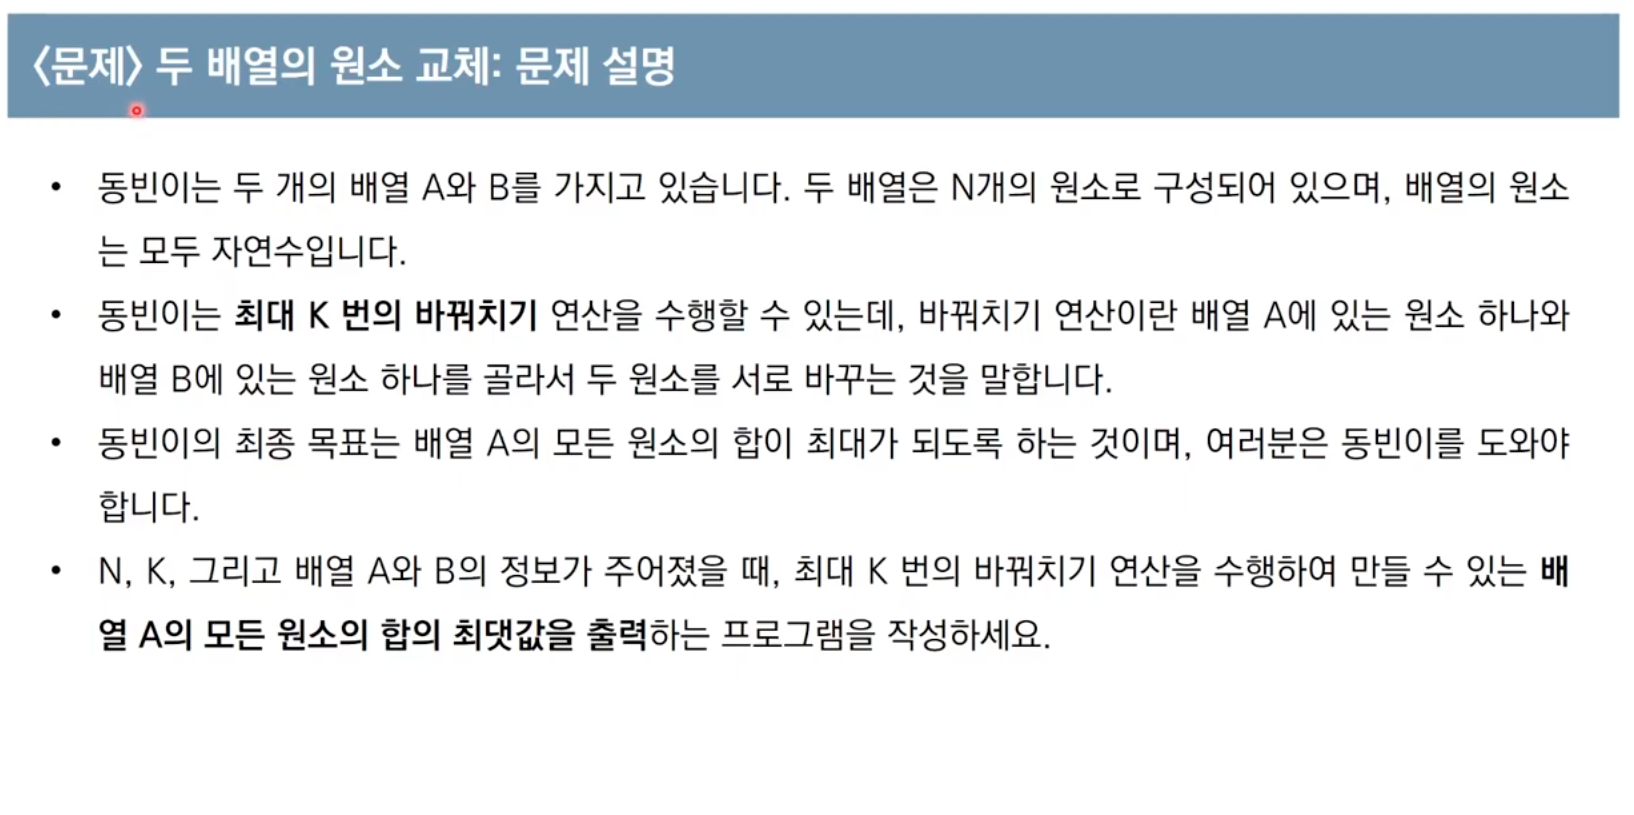 〈문제〉 두 배열의 원소 교체: 문제 설명
• 동빈이는 두 개의 배열 A와 B를 가지고 있습니다. 두 배열은 N개의 원소로 구성되어 있으며, 배열의 원소
는 모두 자연수입니다.
• 동빈이는 최대 K 번의 바꿔치기 연산을 수행할 수 있는데, 바꿔치기 연산이란 배열 A에 있는 원소 하나와
배열 B에 있는 원소 하나를 골라서 두 원소를 서로 바꾸는 것을 말합니다.
• 동빈이의 최종 목표는 배열 A의 모든 원소의 합이 최대가 되도록 하는 것이며, 여러분은 동빈이를 도와야
합니다.
• N, K, 그리고 배열 A와 B의 정보가 주어졌을 때, 최대 K 번의 바꿔치기 연산을 수행하여 만들 수 있는 배
열 A의 모든 원소의 합의 최댓값을 출력하는 프로그램을 작성하세요.